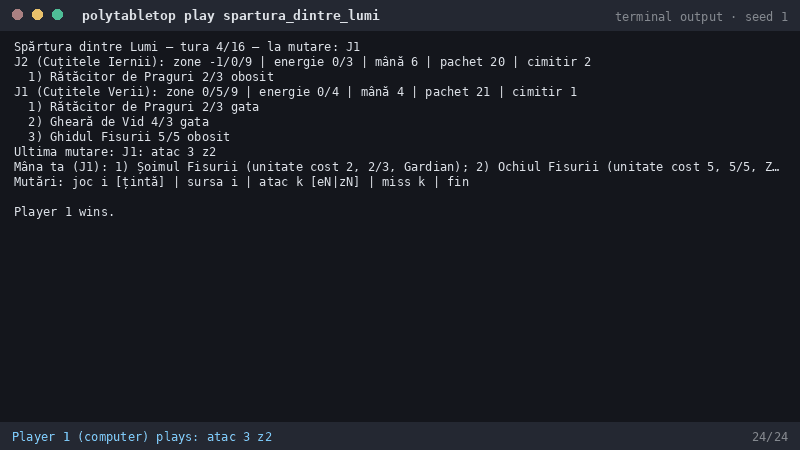 polytabletop play spartura_dintre_lumi
terminal output · seed 1
Spărtura dintre Lumi — tura 4/16 — la mutare: J1
J2 (Cuțitele Iernii): zone -1/0/9 | energie 0/3 | mână 6 | pachet 20 | cimitir 2
1) Rătăcitor de Praguri 2/3 obosit
J1 (Cuțitele Verii): zone 0/5/9 | energie 0/4 | mână 4 | pachet 21 | cimitir 1
1) Rătăcitor de Praguri 2/3 gata
2) Gheară de Vid 4/3 gata
3) Ghidul Fisurii 5/5 obosit
Ultima mutare: J1: atac 3 z2
Mâna ta (J1): 1) Șoimul Fisurii (unitate cost 2, 2/3, Gardian); 2) Ochiul Fisurii (unitate cost 5, 5/5, Z…
Mutări: joc i [țintă] | sursa i | atac k [eN|zN] | miss k | fin
Player 1 wins.
Player 1 (computer) plays: atac 3 z2
24/24